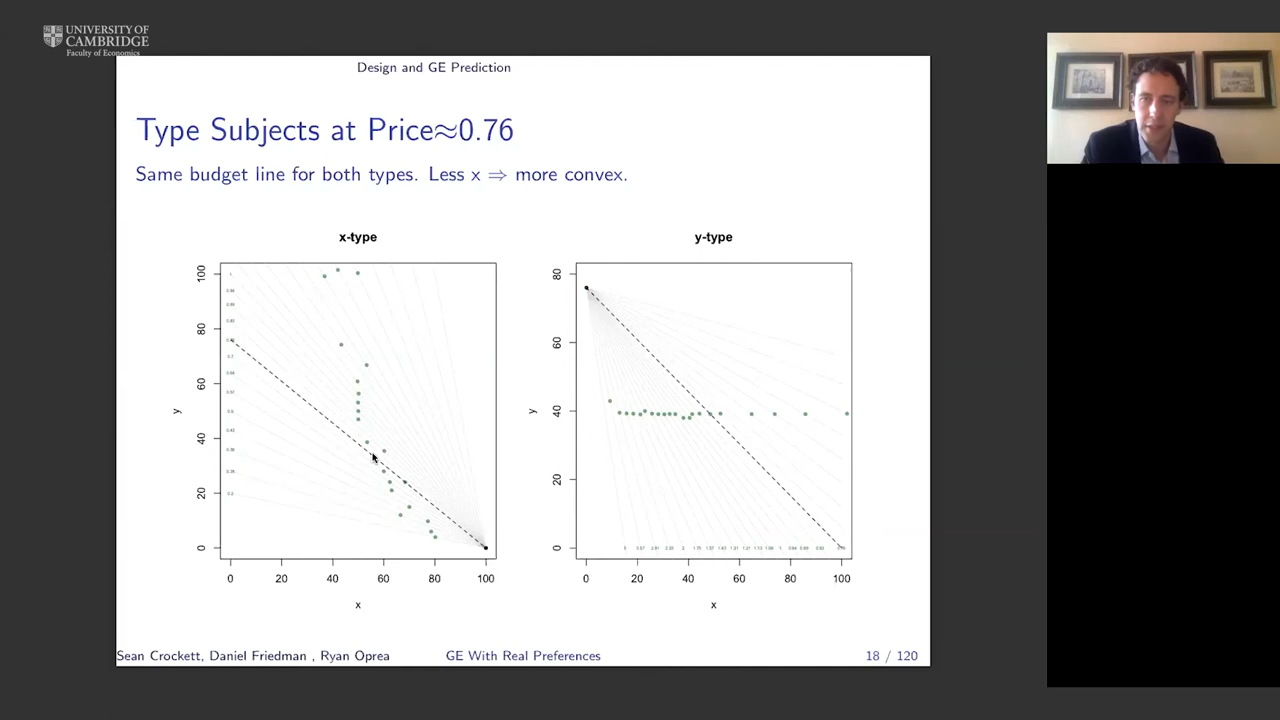 UNIVERSITY OF
CAMBRIDGE
Faculty of Economics
Design and GE Prediction
Type Subjects at Price≈0.76
Same budget line for both types. Less x ⇒ more convex.
x-type
y-type
100
80
60
40
20
0
y
0 20 40 60 80 100
x
80
60
40
20
0
y
0 20 40 60 80 100
x
Sean Crockett, Daniel Friedman , Ryan Oprea
GE With Real Preferences
18 / 120